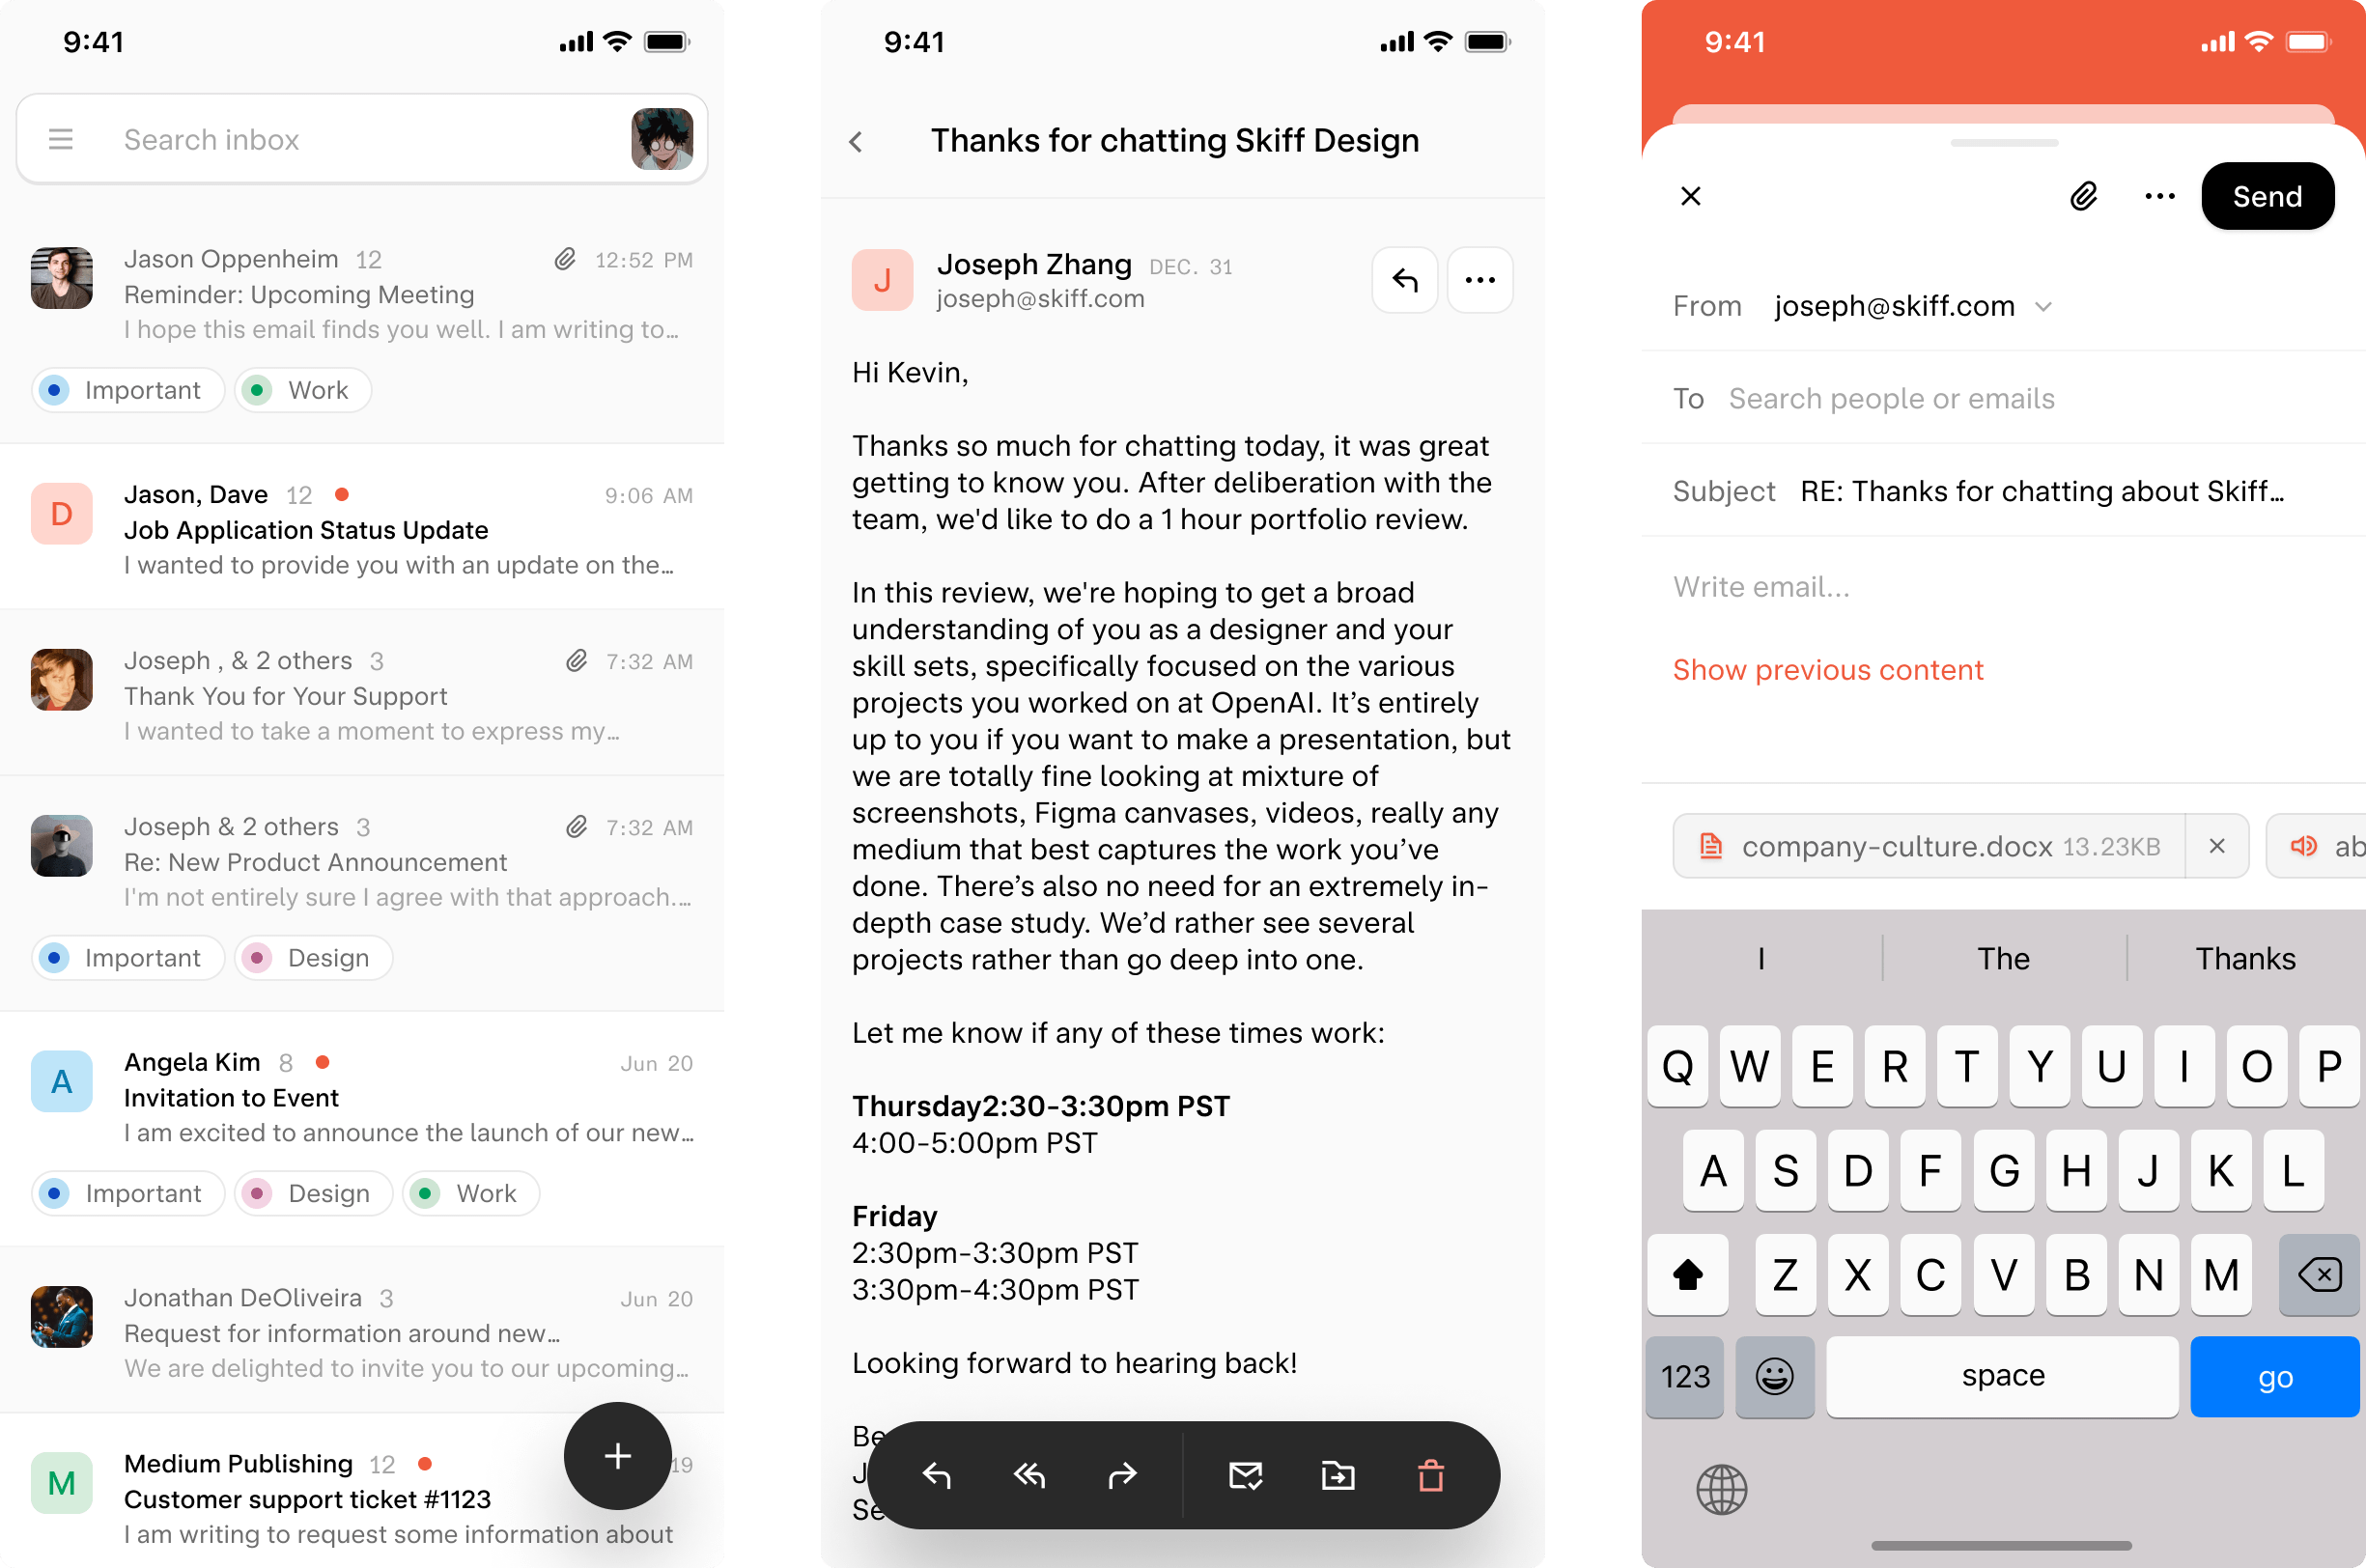 9:41
Search inbox
Jason Oppenheim 12 12:52 PM
Reminder: Upcoming Meeting
I hope this email finds you well. I am writing to...
Important Work
D
Jason, Dave 12 9:06 AM
Job Application Status Update
I wanted to provide you with an update on the...
Joseph , & 2 others 3 7:32 AM
Thank You for Your Support
I wanted to take a moment to express my...
Joseph & 2 others 3 7:32 AM
Re: New Product Announcement
I'm not entirely sure I agree with that approach....
Important Design
A
Angela Kim 8 Jun 20
Invitation to Event
I am excited to announce the launch of our new...
Important Design Work
Jonathan DeOliveira 3 Jun 20
Request for information around new...
We are delighted to invite you to our upcoming...
M
Medium Publishing 12 19
Customer support ticket #1123
I am writing to request some information about
9:41
Thanks for chatting Skiff Design
J
Joseph Zhang DEC. 31
joseph@skiff.com
Hi Kevin,
Thanks so much for chatting today, it was great
getting to know you. After deliberation with the
team, we'd like to do a 1 hour portfolio review.
In this review, we're hoping to get a broad
understanding of you as a designer and your
skill sets, specifically focused on the various
projects you worked on at OpenAI. It’s entirely
up to you if you want to make a presentation, but
we are totally fine looking at mixture of
screenshots, Figma canvases, videos, really any
medium that best captures the work you’ve
done. There’s also no need for an extremely in-
depth case study. We’d rather see several
projects rather than go deep into one.
Let me know if any of these times work:
Thursday2:30-3:30pm PST
4:00-5:00pm PST
Friday
2:30pm-3:30pm PST
3:30pm-4:30pm PST
Looking forward to hearing back!
9:41
Send
From joseph@skiff.com
To Search people or emails
Subject RE: Thanks for chatting about Skiff...
Write email...
Show previous content
company-culture.docx 13.23KB ab
I The Thanks
Q W E R T Y U I O P
A S D F G H J K L
Z X C V B N M
123 space go